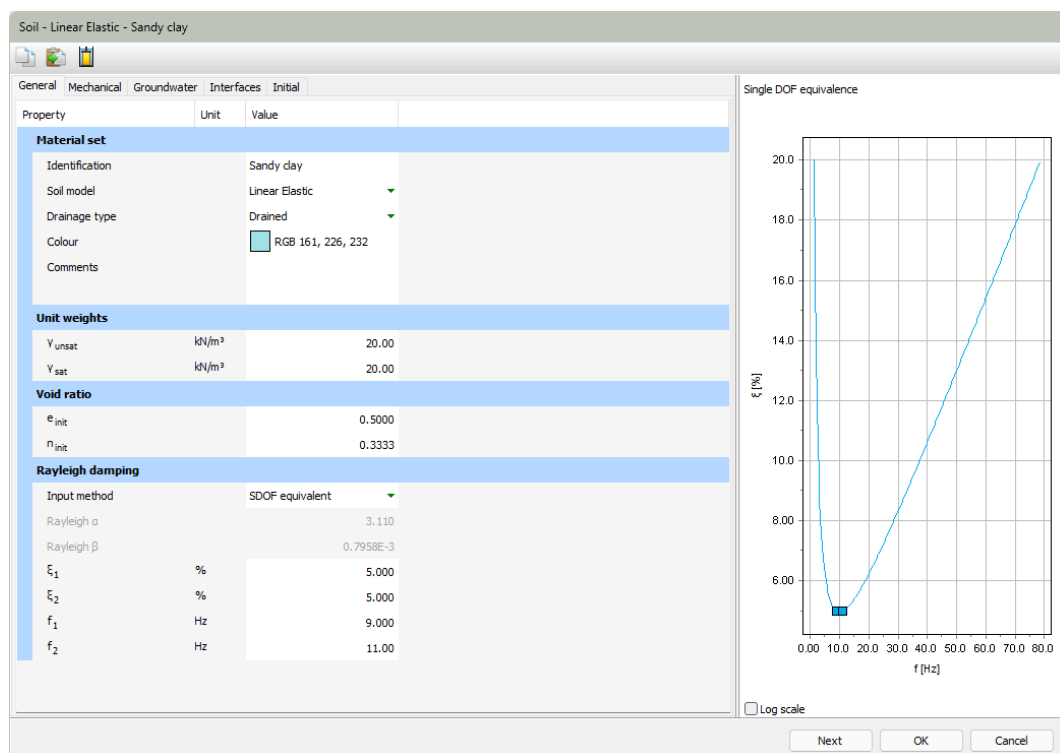 Soil - Linear Elastic - Sandy clay
General Mechanical Groundwater Interfaces Initial
Property Unit Value
Material set
Identification Sandy clay
Soil model Linear Elastic
Drainage type Drained
Colour RGB 161, 226, 232
Comments
Unit weights
γ unsat kN/m³ 20.00
γ sat kN/m³ 20.00
Void ratio
e init 0.5000
n init 0.3333
Rayleigh damping
Input method SDOF equivalent
Rayleigh α 3.110
Rayleigh β 0.7958E-3
ξ1 % 5.000
ξ2 % 5.000
f1 Hz 9.000
f2 Hz 11.00
Single DOF equivalence
20.0
18.0
16.0
14.0
12.0
10.0
8.00
6.00
ξ [%]
0.00 10.0 20.0 30.0 40.0 50.0 60.0 70.0 80.0
f [Hz]
Log scale
Next OK Cancel